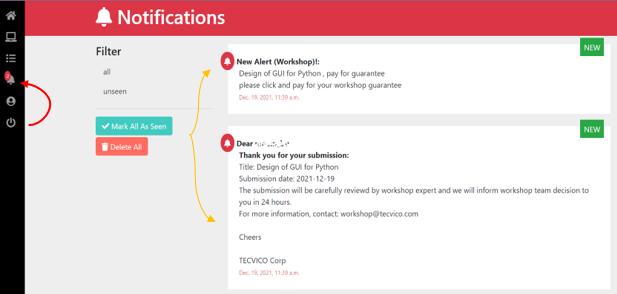 Notifications
Filter
all
unseen
Mark All As Seen
Delete All
2
NEW
New Alert (Workshop)!:
Design of GUI for Python , pay for guarantee
please click and pay for your workshop guarantee
Dec. 19, 2021, 11:39 a.m.
NEW
Dear
Thank you for your submission:
Title: Design of GUI for Python
Submission date: 2021-12-19
The submission will be carefully reviewd by workshop expert and we will inform workshop team decision to
you in 24 hours.
For more information, contact: workshop@tecvico.com
Cheers
TECVICO Corp
Dec. 19, 2021, 11:39 a.m.